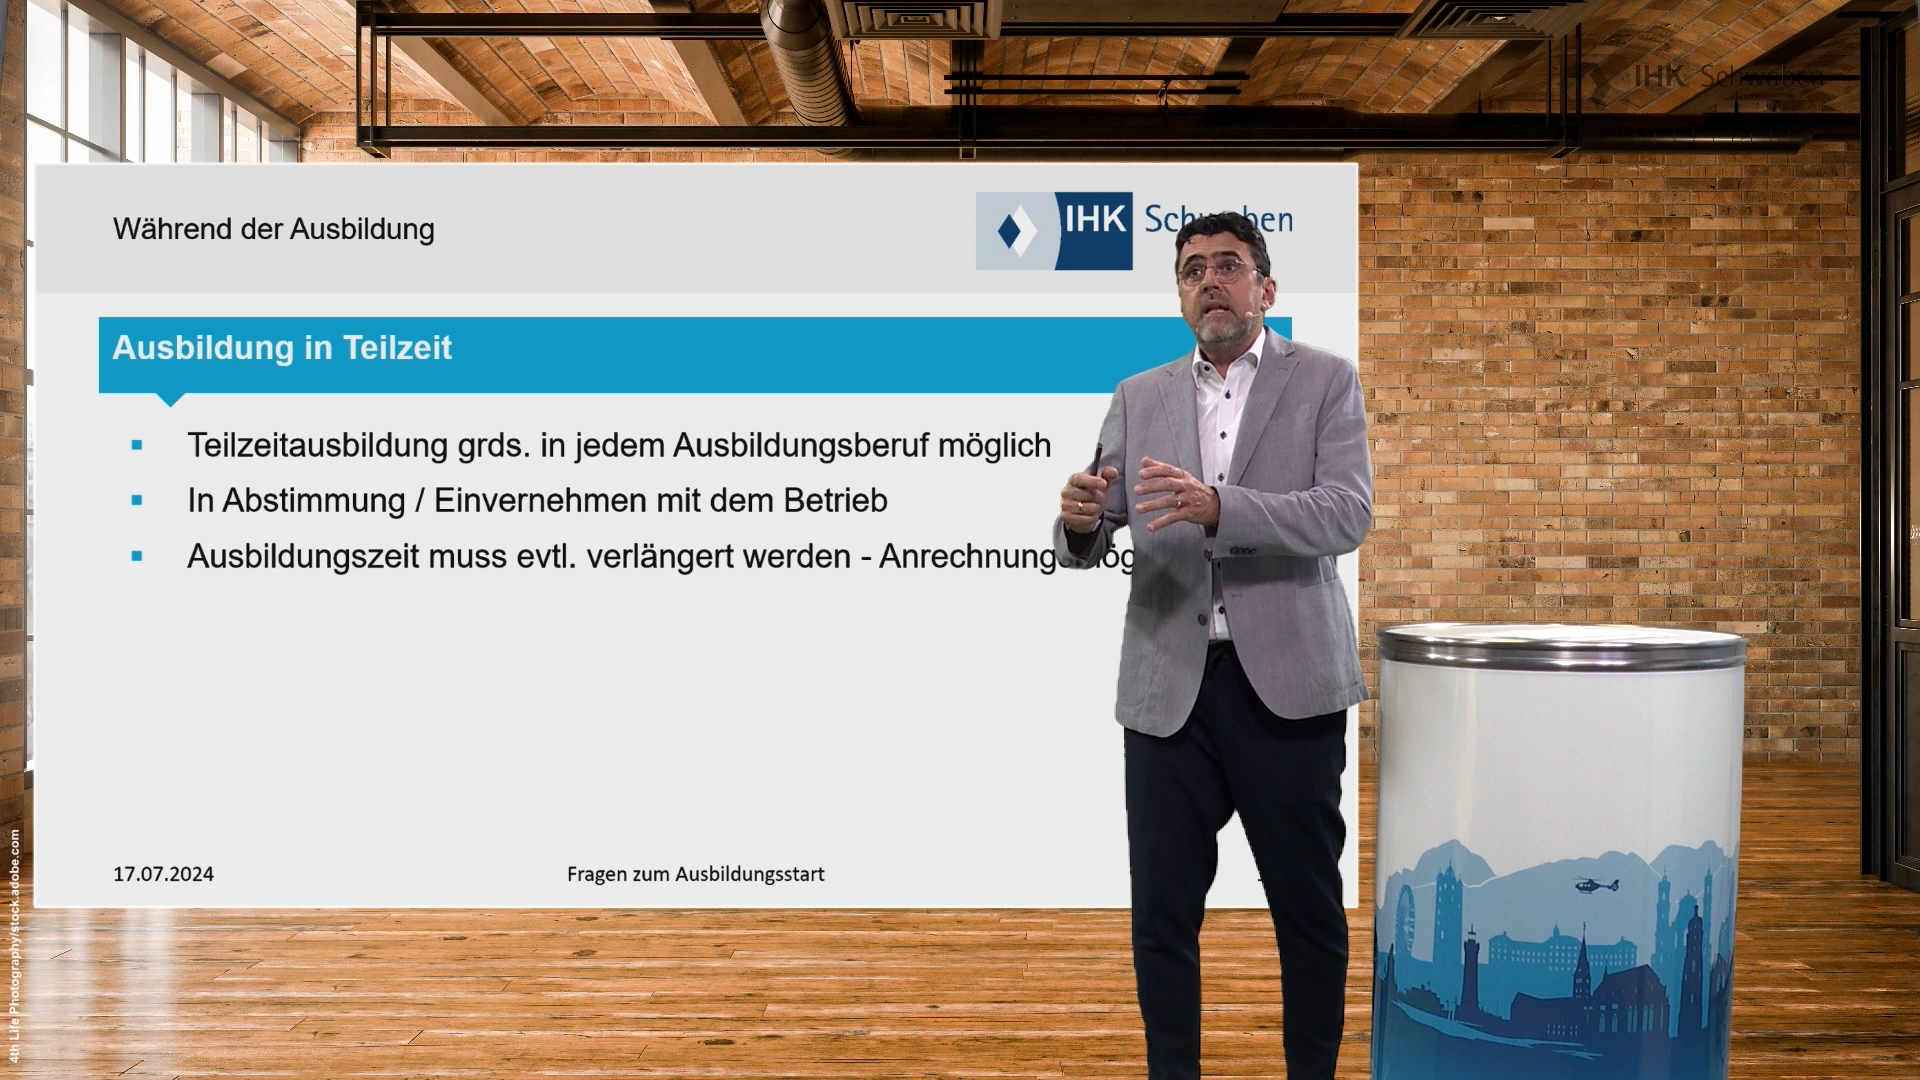 IHK Schwaben
Während der Ausbildung
IHK
Ausbildung in Teilzeit
Teilzeitausbildung grds. in jedem Ausbildungsberuf möglich
In Abstimmung / Einvernehmen mit dem Betrieb
Ausbildungszeit muss evtl. verlängert werden -
17.07.2024
Fragen zum Ausbildungsstart
4th Life Photography/stock.adobe.com